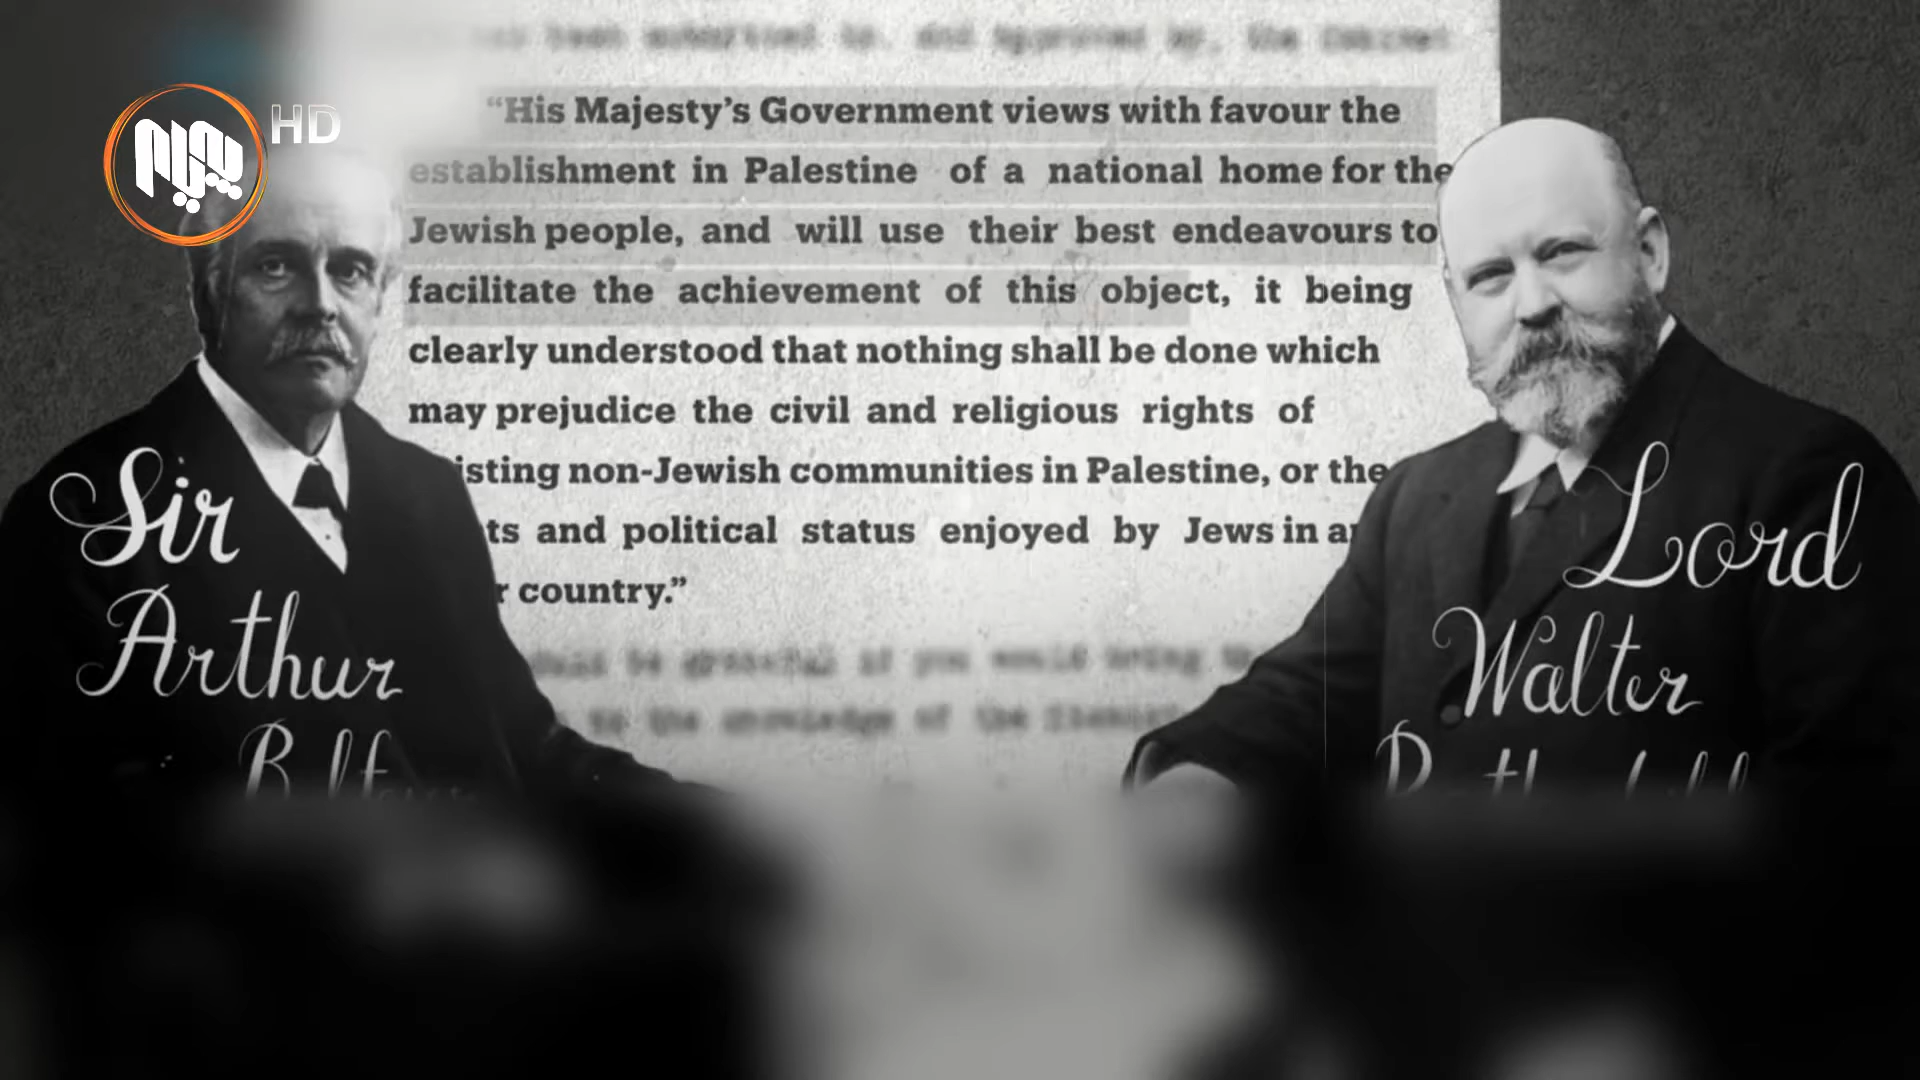 HD
“His Majesty’s Government views with favour the
establishment in Palestine of a national home for the
Jewish people, and will use their best endeavours to
facilitate the achievement of this object, it being
clearly understood that nothing shall be done which
may prejudice the civil and religious rights of
isting non-Jewish communities in Palestine, or the
ts and political status enjoyed by Jews in
r country.”
Sir
Arthur
Lord
Walter